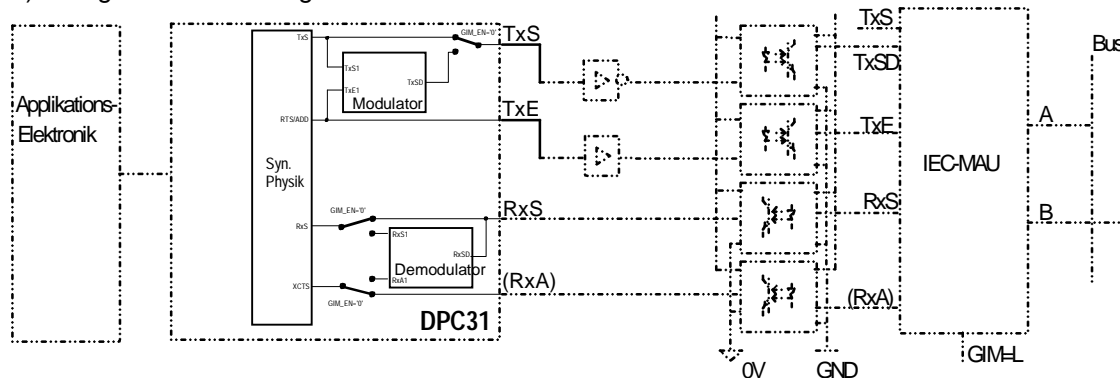 TxS
Bus
Applikations-
Elektronik
TxS
GIM_EN='0'
TxS
TxS1
TxSD
TxE1
Modulator
TxSD
TxE
TxE
A
RTS/ADD
Syn.
Physik
IEC-MAU
RxS
GIM_EN='0'
RxS
RxS
B
RxS1
RxSD
Demodulator
RxA1
XCTS
GIM_EN='0'
(RxA)
(RxA)
DPC31
0V
GND
GIM=L